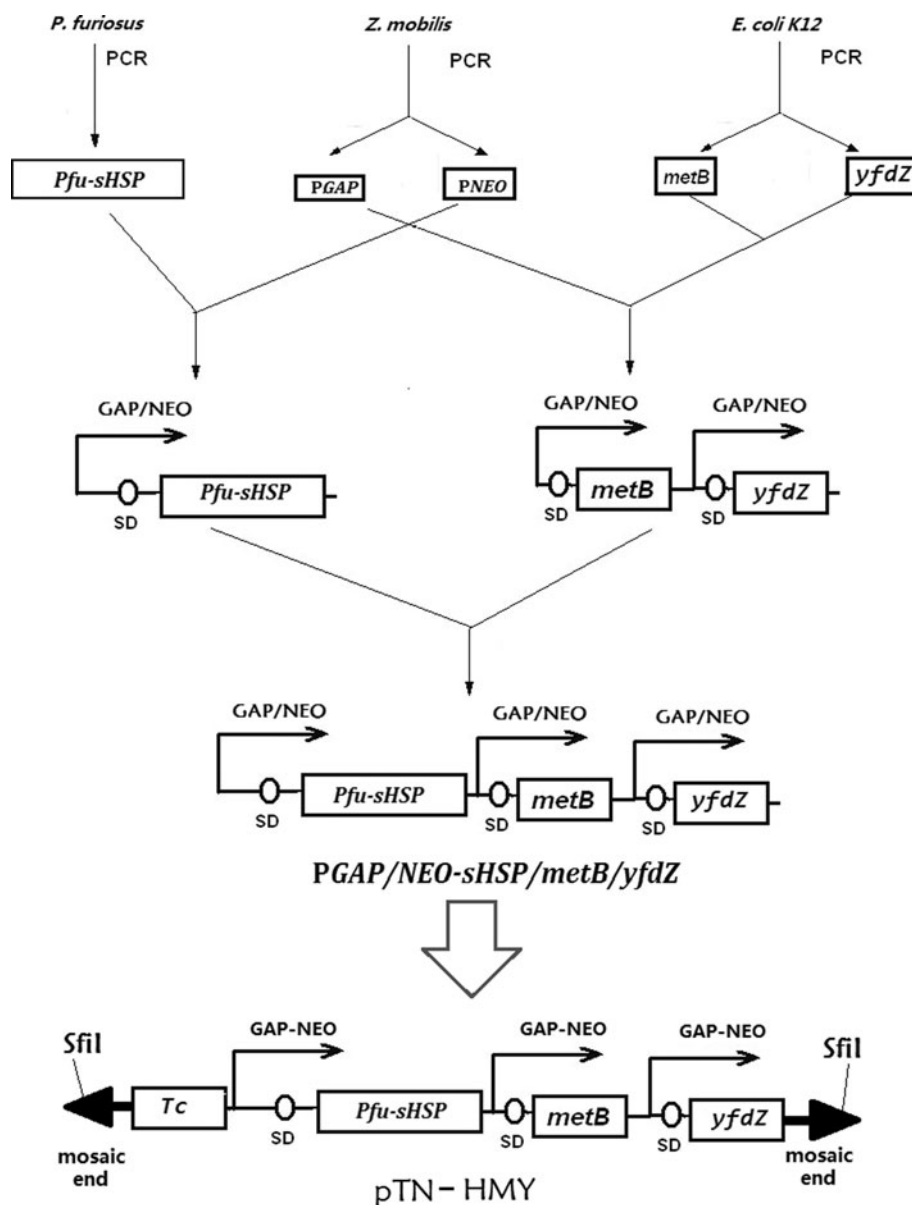 P. furiosus Z. mobilis E. coli K12
PCR PCR PCR
Pfu-sHSP PGAP PNEO metB yfdZ
GAP/NEO GAP/NEO GAP/NEO
Pfu-sHSP metB yfdZ
SD SD SD
GAP/NEO GAP/NEO GAP/NEO
Pfu-sHSP metB yfdZ
SD SD SD
PGAP/NEO-sHSP/metB/yfdZ
SfiI GAP-NEO GAP-NEO GAP-NEO SfiI
Tc Pfu-sHSP metB yfdZ
SD SD SD
mosaic end mosaic end
pTN-HMY